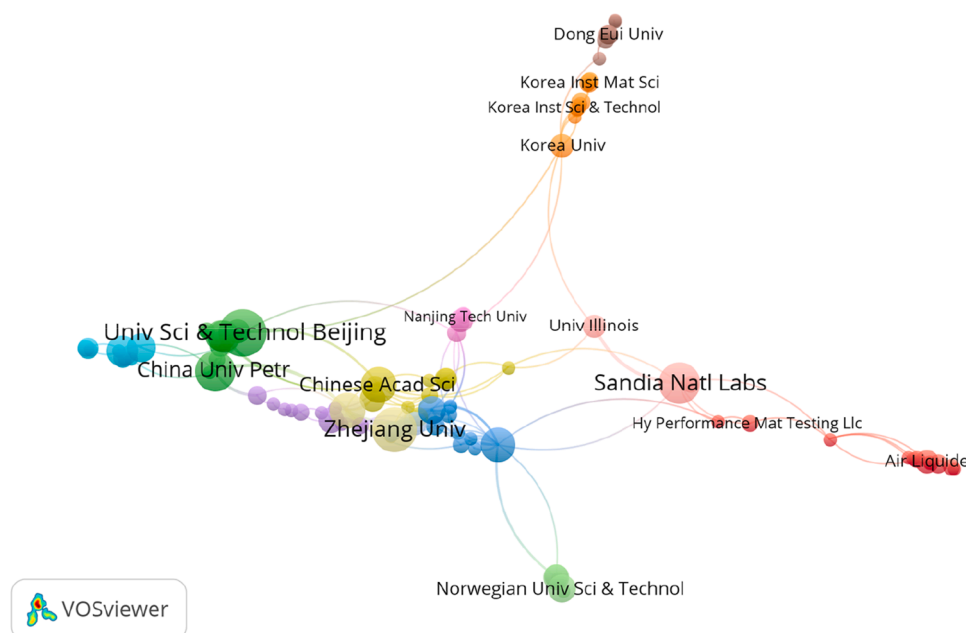 Dong Eui Univ
Korea Inst Mat Sci
Korea Inst Sci & Technol
Korea Univ
Nanjing Tech Univ
Univ Illinois
Univ Sci & Technol Beijing
China Univ Petr
Chinese Acad Sci
Sandia Natl Labs
Hy Performance Mat Testing Llc
Zhejiang Univ
Air Liquide
Norwegian Univ Sci & Technol
VOSviewer